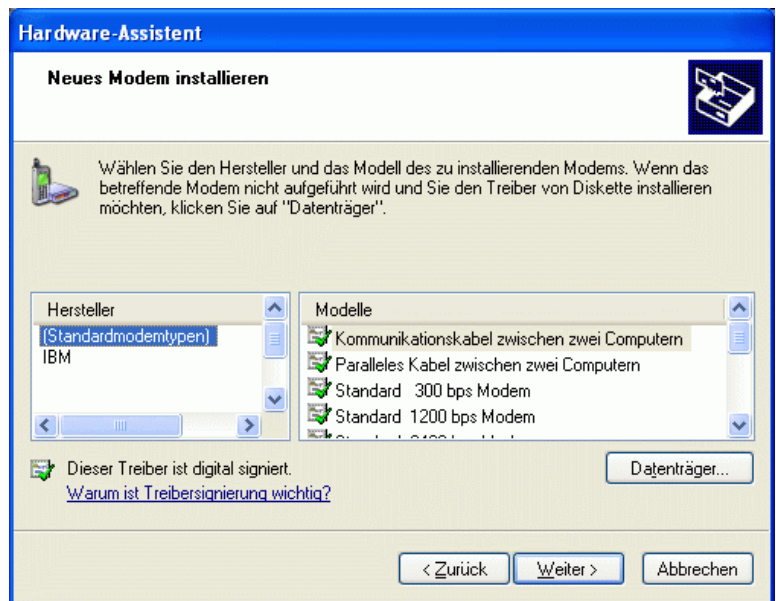 Hardware-Assistent
Neues Modem installieren
Wählen Sie den Hersteller und das Modell des zu installierenden Modems. Wenn das
betreffende Modem nicht aufgeführt wird und Sie den Treiber von Diskette installieren
möchten, klicken Sie auf "Datenträger".
Hersteller
(Standardmodemtypen)
IBM
Modelle
Kommunikationskabel zwischen zwei Computern
Paralleles Kabel zwischen zwei Computern
Standard 300 bps Modem
Standard 1200 bps Modem
Dieser Treiber ist digital signiert.
Warum ist Treibersignierung wichtig?
Datenträger...
< Zurück
Weiter >
Abbrechen